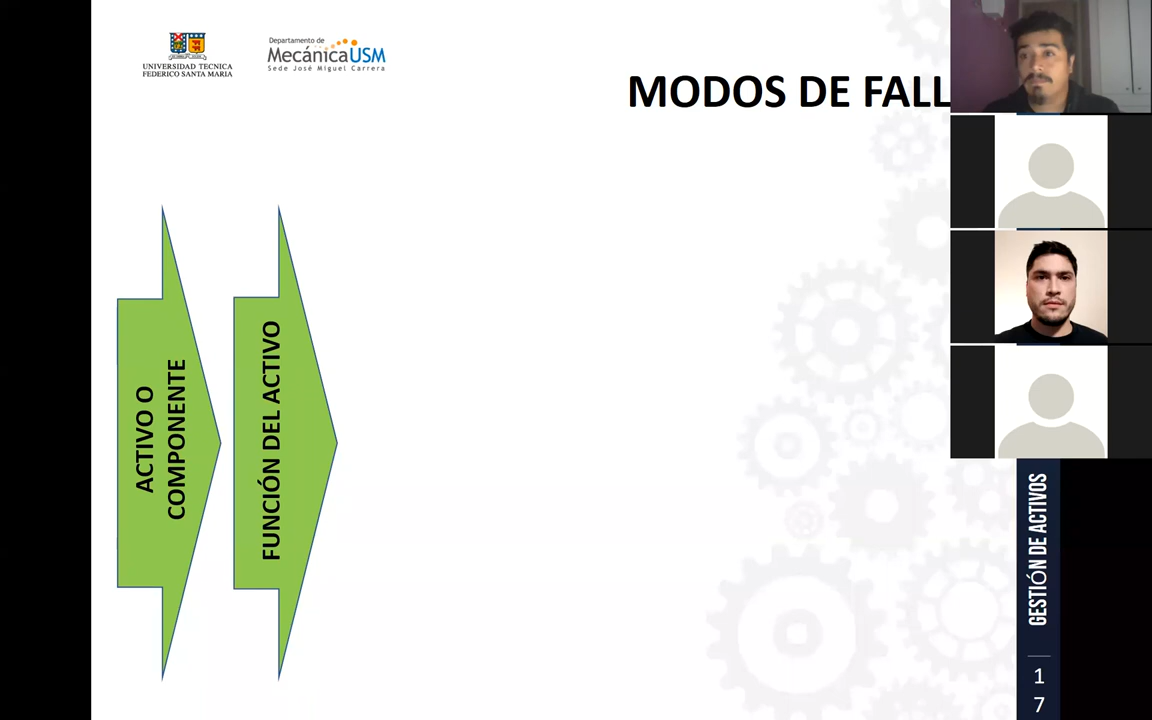 UNIVERSIDAD TECNICA
FEDERICO SANTA MARIA
Departamento de
MecánicaUSM
Sede José Miguel Carrera
MODOS DE FALL
ACTIVO O
COMPONENTE
FUNCIÓN DEL ACTIVO
GESTIÓN DE ACTIVOS
1
7